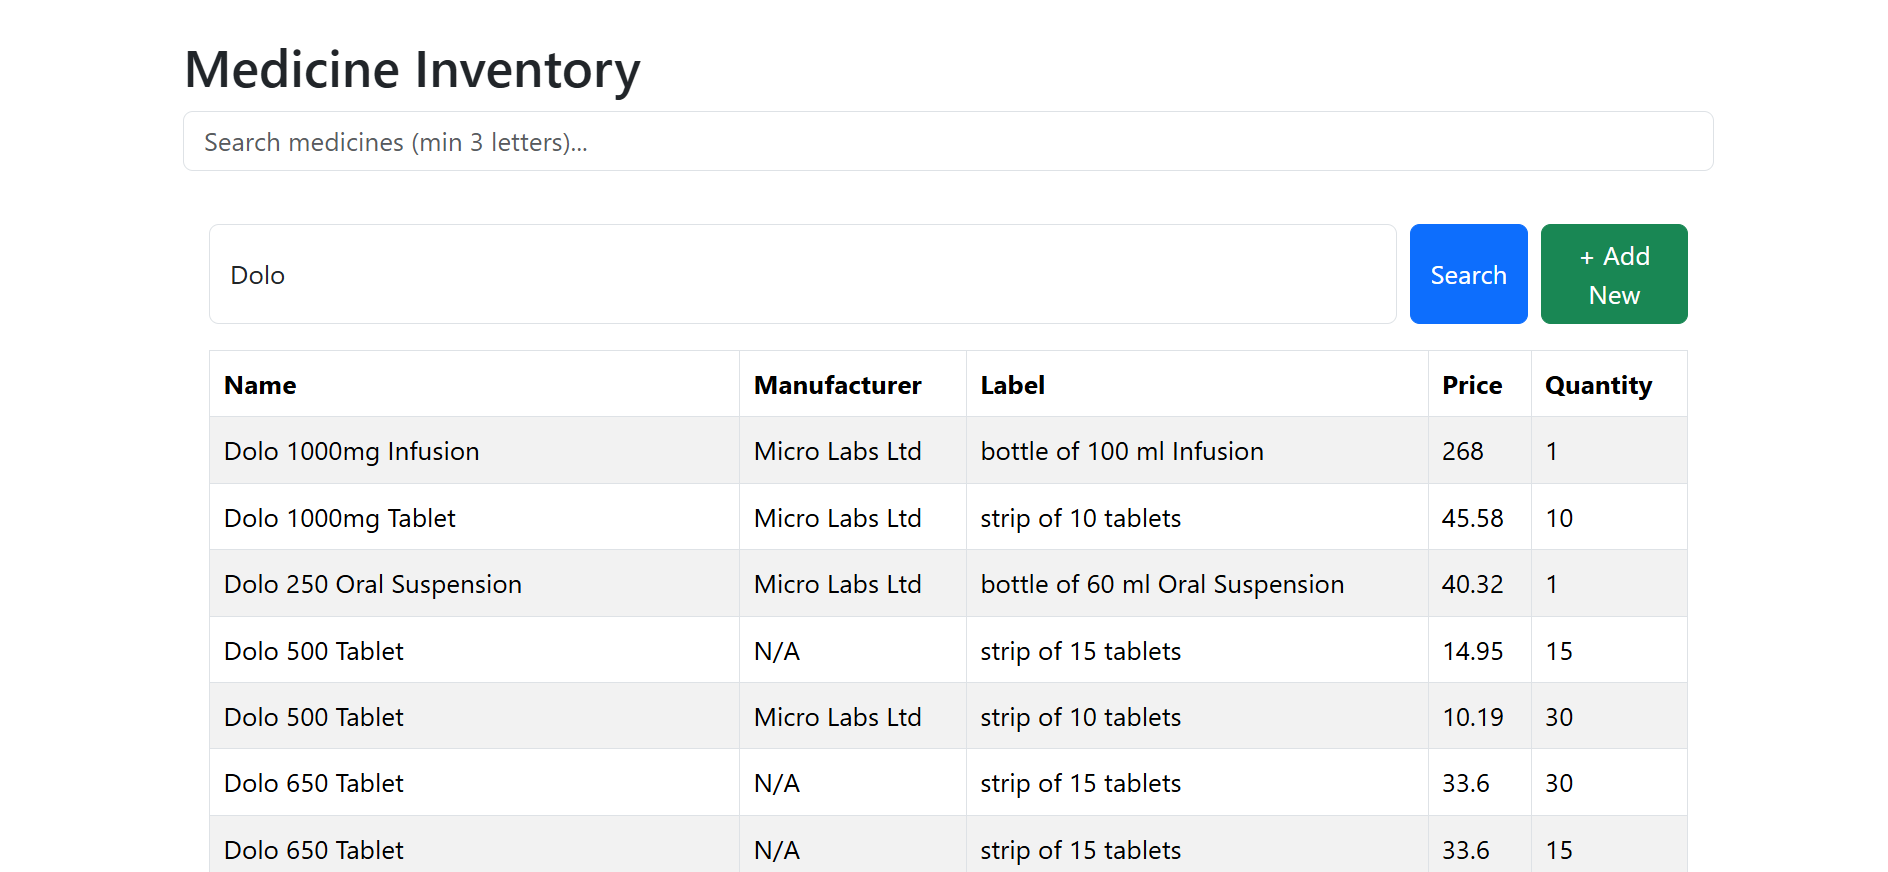 Medicine Inventory
Search medicines (min 3 letters)...
Dolo
Search
+ Add
New
Name Manufacturer Label Price Quantity
Dolo 1000mg Infusion Micro Labs Ltd bottle of 100 ml Infusion 268 1
Dolo 1000mg Tablet Micro Labs Ltd strip of 10 tablets 45.58 10
Dolo 250 Oral Suspension Micro Labs Ltd bottle of 60 ml Oral Suspension 40.32 1
Dolo 500 Tablet N/A strip of 15 tablets 14.95 15
Dolo 500 Tablet Micro Labs Ltd strip of 10 tablets 10.19 30
Dolo 650 Tablet N/A strip of 15 tablets 33.6 30
Dolo 650 Tablet N/A strip of 15 tablets 33.6 15